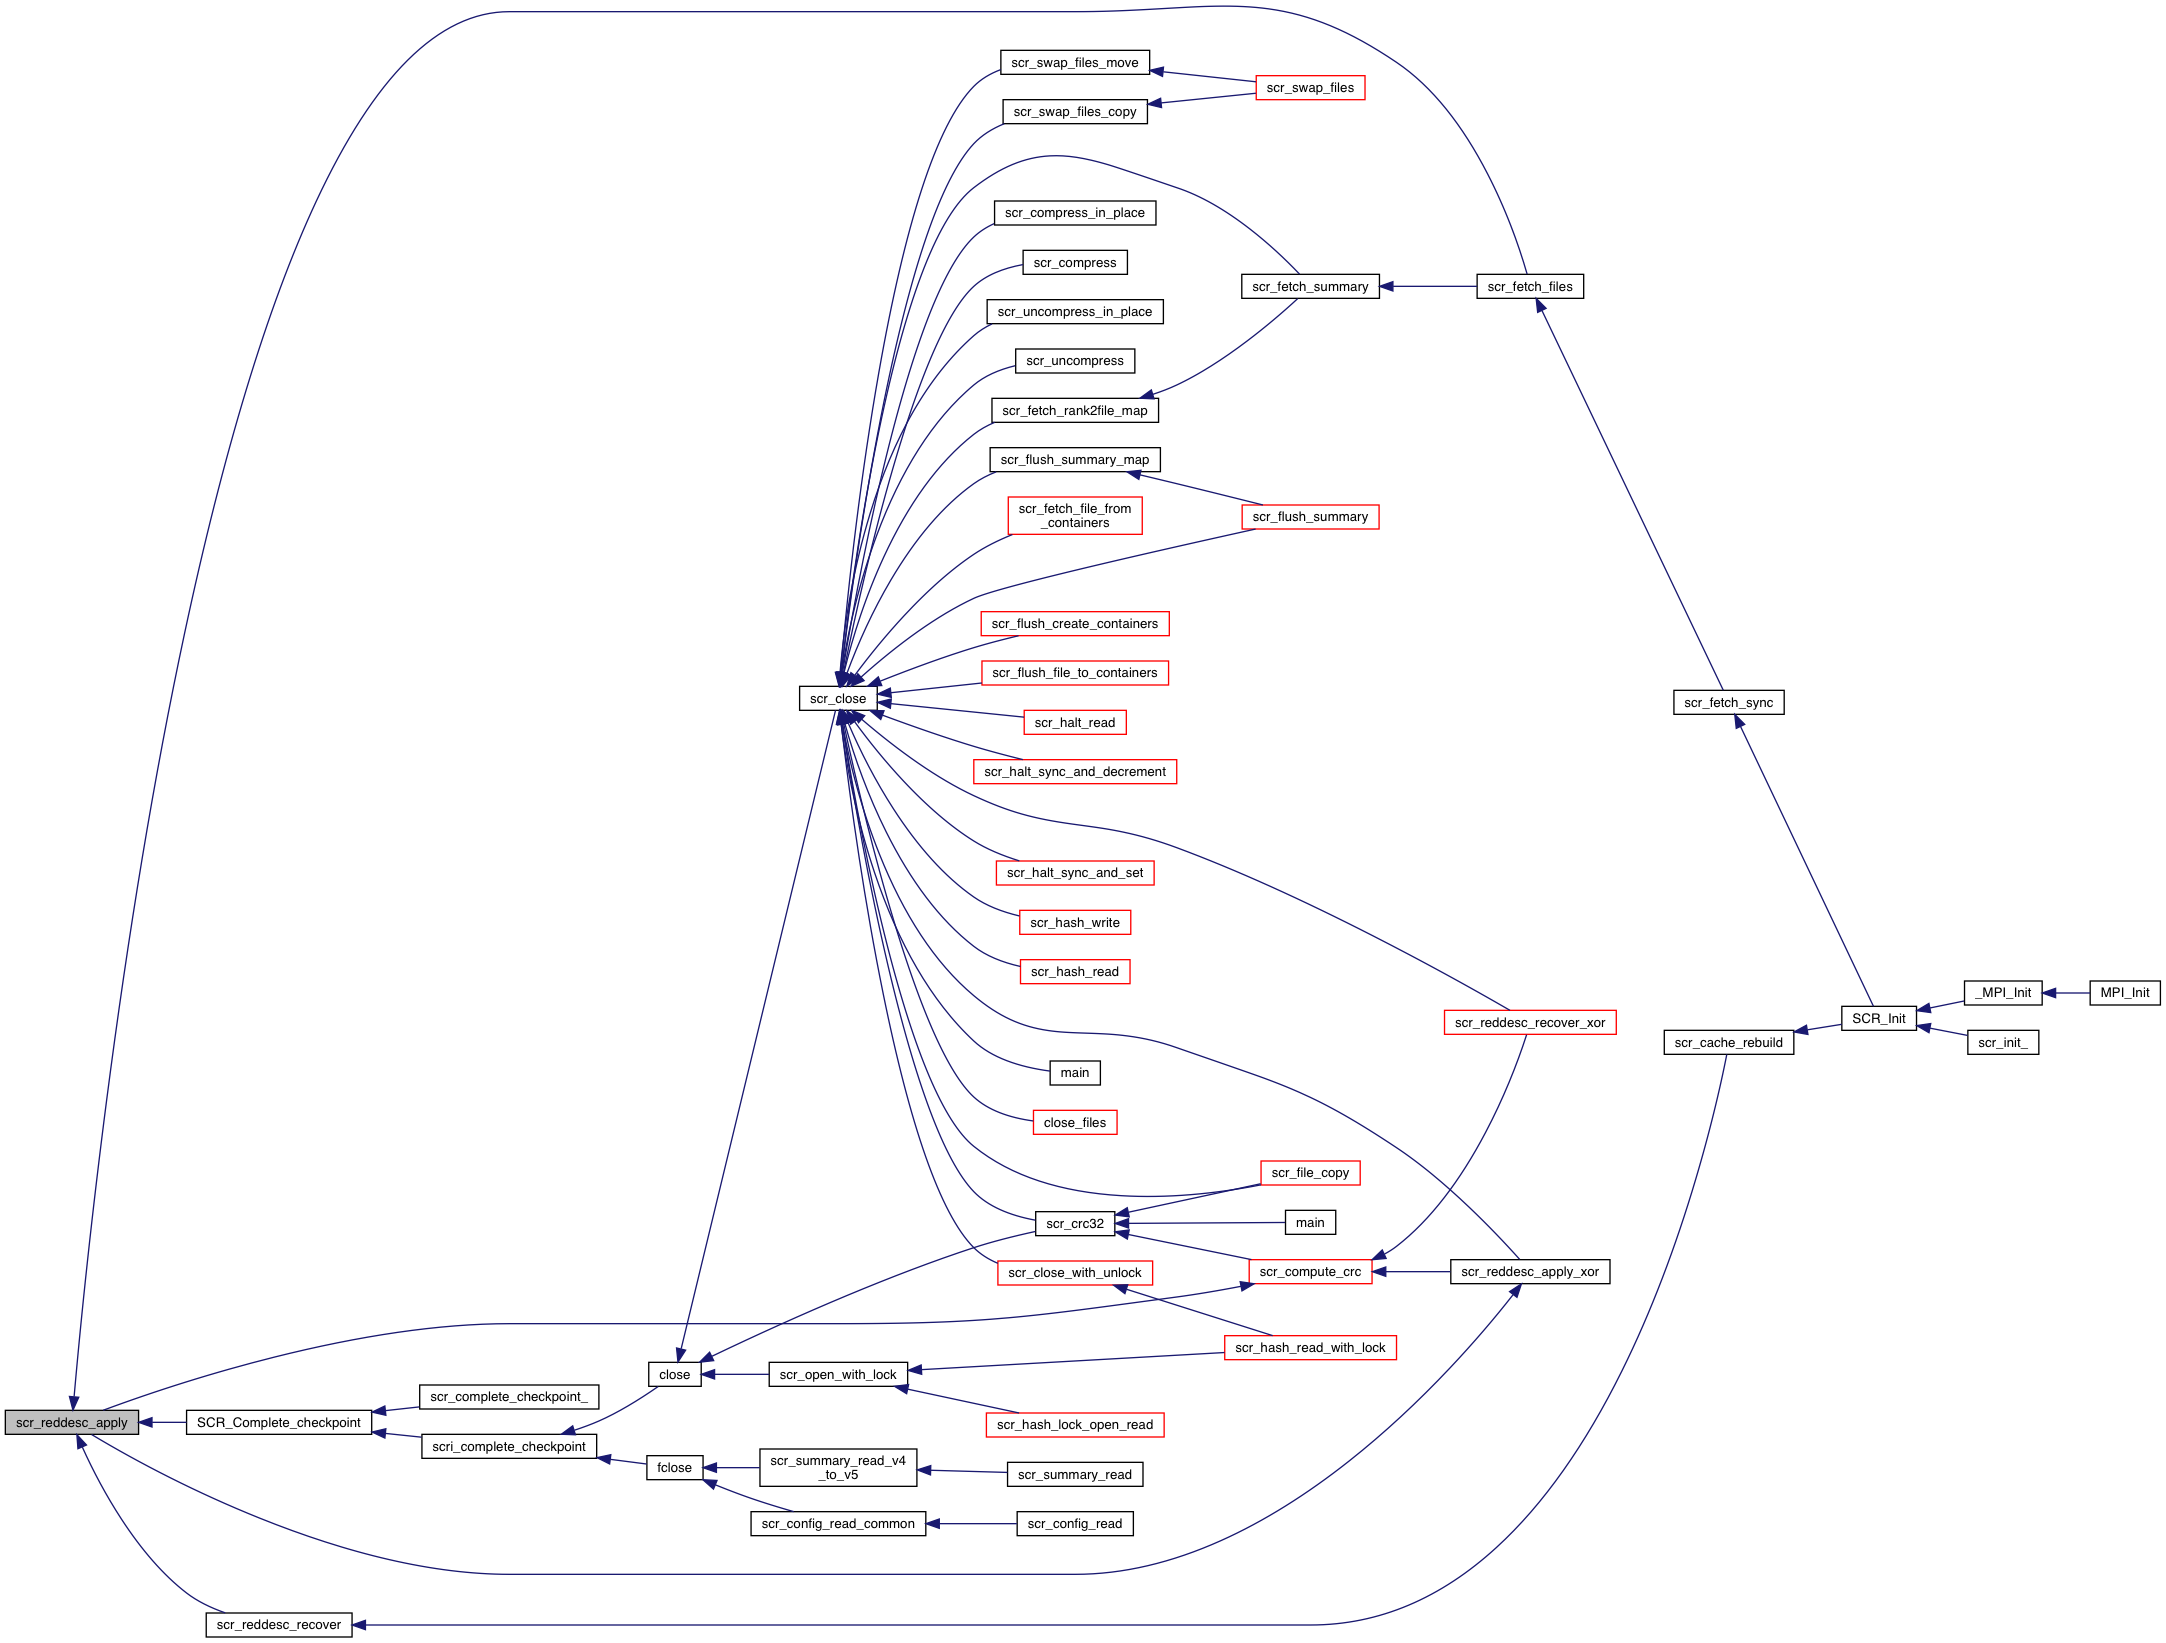 scr_swap_files_move
scr_swap_files
scr_swap_files_copy
scr_compress_in_place
scr_compress
scr_fetch_summary
scr_fetch_files
scr_uncompress_in_place
scr_uncompress
scr_fetch_rank2file_map
scr_flush_summary_map
scr_fetch_file_from
_containers
scr_flush_summary
scr_flush_create_containers
scr_flush_file_to_containers
scr_close
scr_fetch_sync
scr_halt_read
scr_halt_sync_and_decrement
scr_halt_sync_and_set
scr_hash_write
scr_hash_read
_MPI_Init
MPI_Init
SCR_Init
scr_reddesc_recover_xor
scr_cache_rebuild
scr_init_
main
close_files
scr_file_copy
scr_crc32
main
scr_close_with_unlock
scr_compute_crc
scr_reddesc_apply_xor
scr_hash_read_with_lock
close
scr_open_with_lock
scr_complete_checkpoint_
scr_reddesc_apply
SCR_Complete_checkpoint
scr_hash_lock_open_read
scri_complete_checkpoint
fclose
scr_summary_read_v4
_to_v5
scr_summary_read
scr_config_read_common
scr_config_read
scr_reddesc_recover